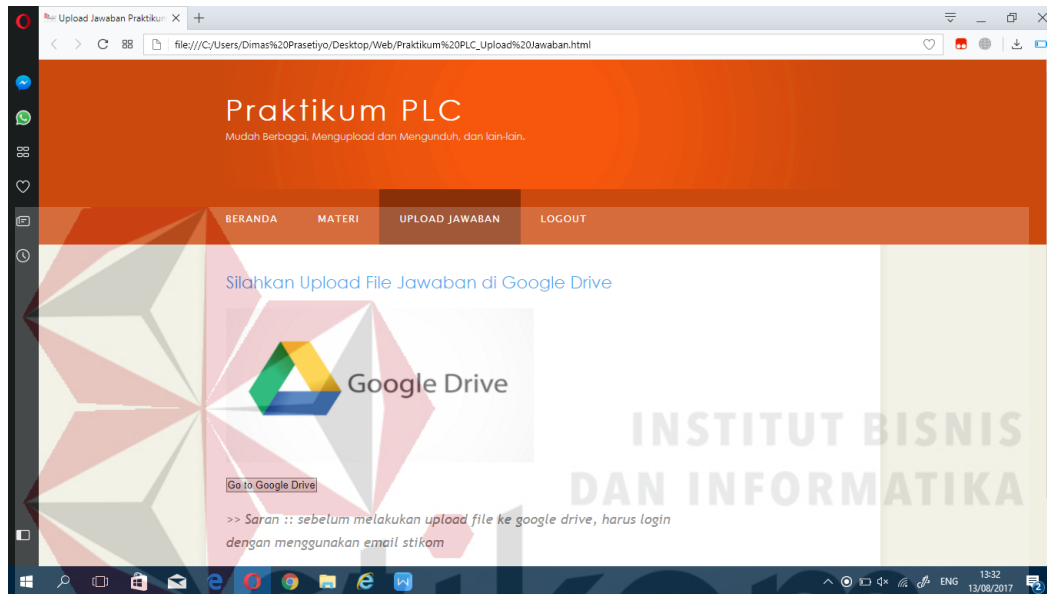 Upload Jawaban Praktikun
file:///C:/Users/Dimas%20Prasetiyo/Desktop/Web/Praktikum%20PLC_Upload%20Jawaban.html
Praktikum PLC
Mudah Berbagai, Mengupload dan Mengunduh, dan lain-lain.
BERANDA MATERI UPLOAD JAWABAN LOGOUT
Silahkan Upload File Jawaban di Google Drive
Google Drive
INSTITUT BISNIS
DAN INFORMATIKA
Go to Google Drive
>> Saran :: sebelum melakukan upload file ke google drive, harus login
dengan menggunakan email stikom
ENG
13:32
13/08/2017
2